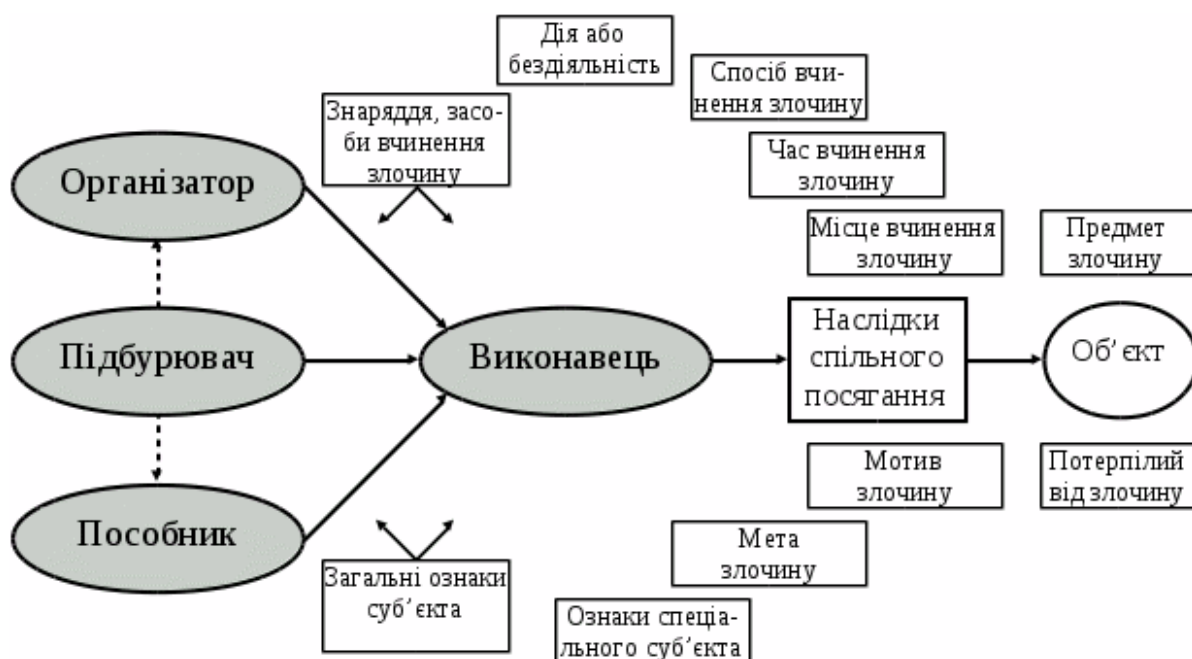 Дія або
бездіяльність
Спосіб вчи-
нення злочину
Знаряддя, засо-
би вчинення
злочину
Час вчинення
злочину
Організатор
Місце вчинення
злочину
Предмет
злочину
Підбурювач
Виконавець
Наслідки
спільного
посягання
Об’єкт
Мотив
злочину
Потерпілий
від злочину
Пособник
Мета
злочину
Загальні ознаки
суб’єкта
Ознаки спеціа-
льного суб’єкта